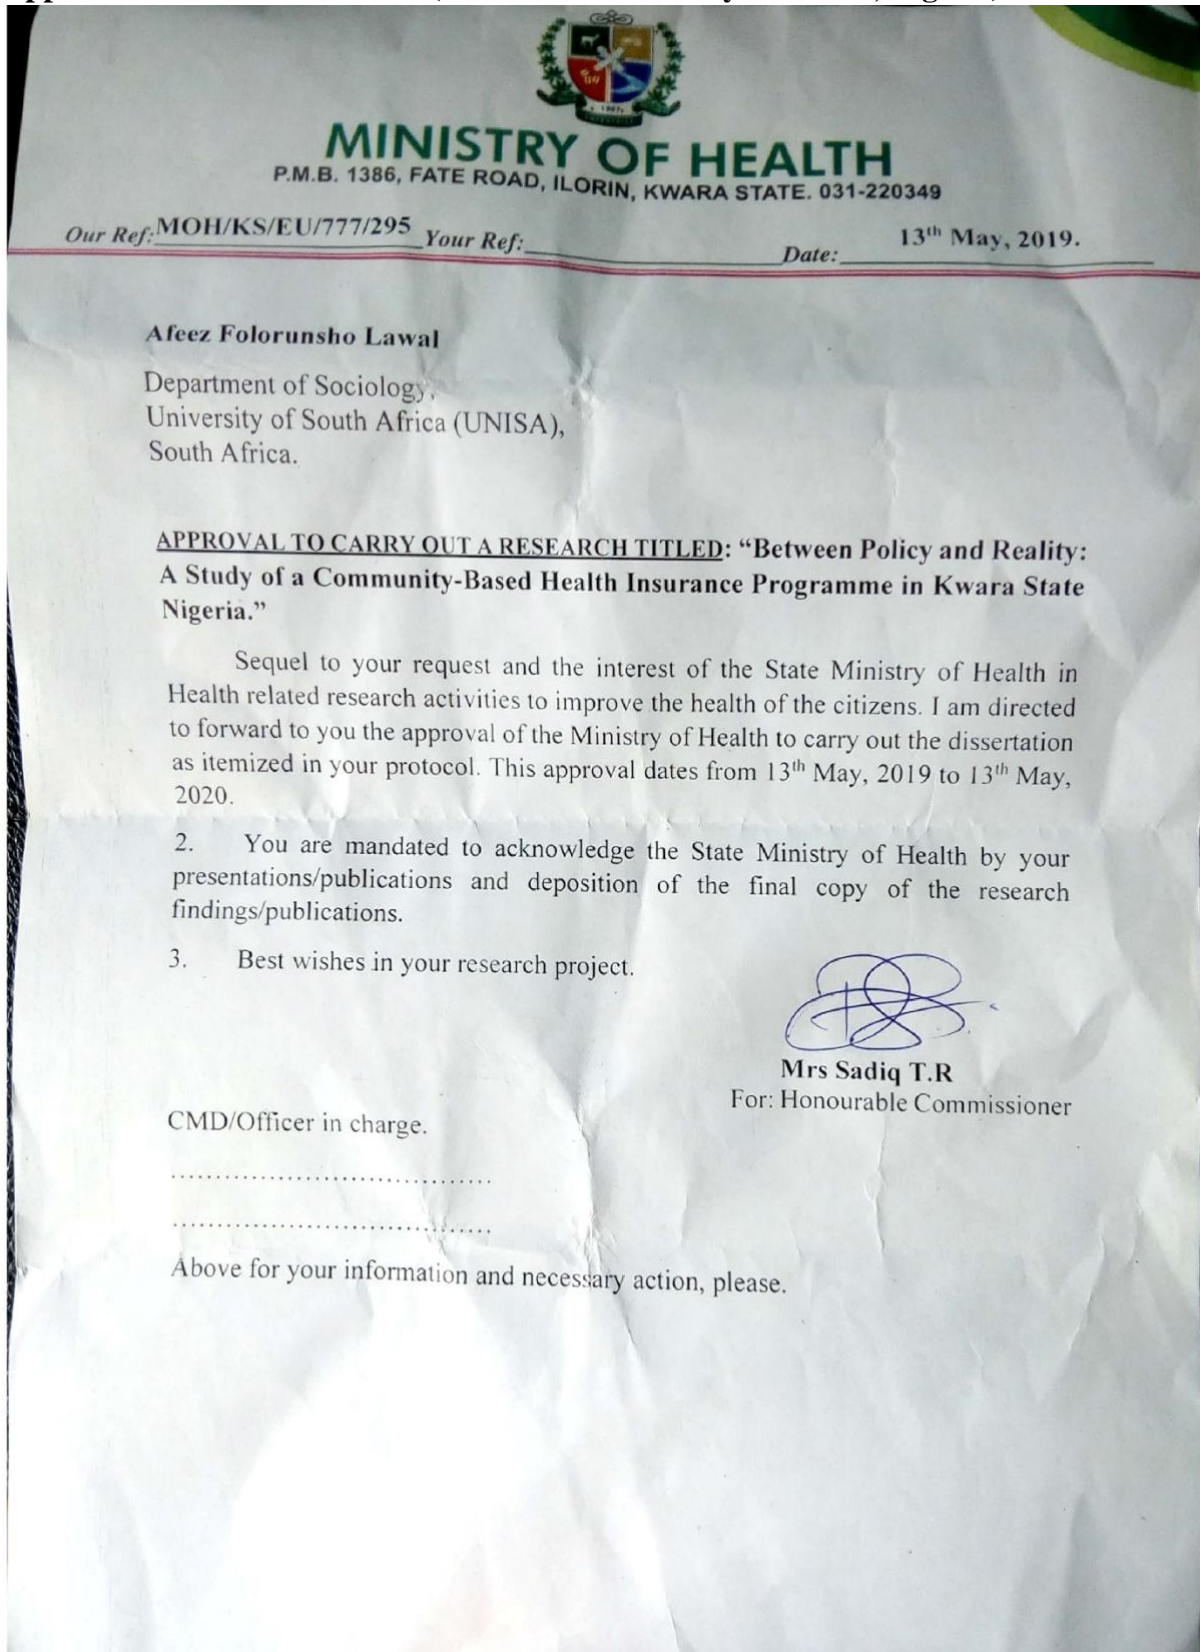 MINISTRY OF HEALTH
P.M.B. 1386, FATE ROAD, ILORIN, KWARA STATE. 031-220349
Our Ref: MOH/KS/EU/777/295 Your Ref: Date: 13th May, 2019.
Afeez Folorunsho Lawal
Department of Sociology,
University of South Africa (UNISA),
South Africa.
APPROVAL TO CARRY OUT A RESEARCH TITLED: “Between Policy and Reality:
A Study of a Community-Based Health Insurance Programme in Kwara State
Nigeria.”
Sequel to your request and the interest of the State Ministry of Health in
Health related research activities to improve the health of the citizens. I am directed
to forward to you the approval of the Ministry of Health to carry out the dissertation
as itemized in your protocol. This approval dates from 13th May, 2019 to 13th May,
2020.
2. You are mandated to acknowledge the State Ministry of Health by your
presentations/publications and deposition of the final copy of the research
findings/publications.
3. Best wishes in your research project.
Mrs Sadiq T.R
For: Honourable Commissioner
CMD/Officer in charge.
....................................
....................................
Above for your information and necessary action, please.